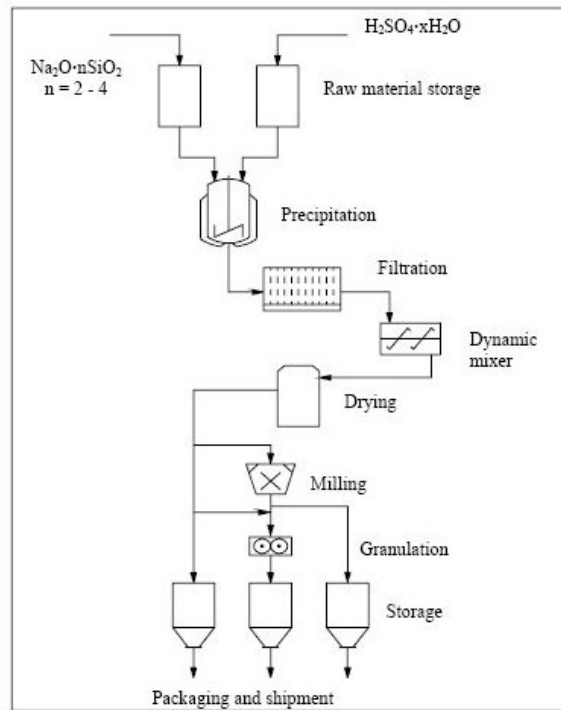 H₂SO₄·xH₂O
Na₂O·nSiO₂
n = 2 - 4
Raw material storage
Precipitation
Filtration
Dynamic
mixer
Drying
Milling
Granulation
Storage
Packaging and shipment